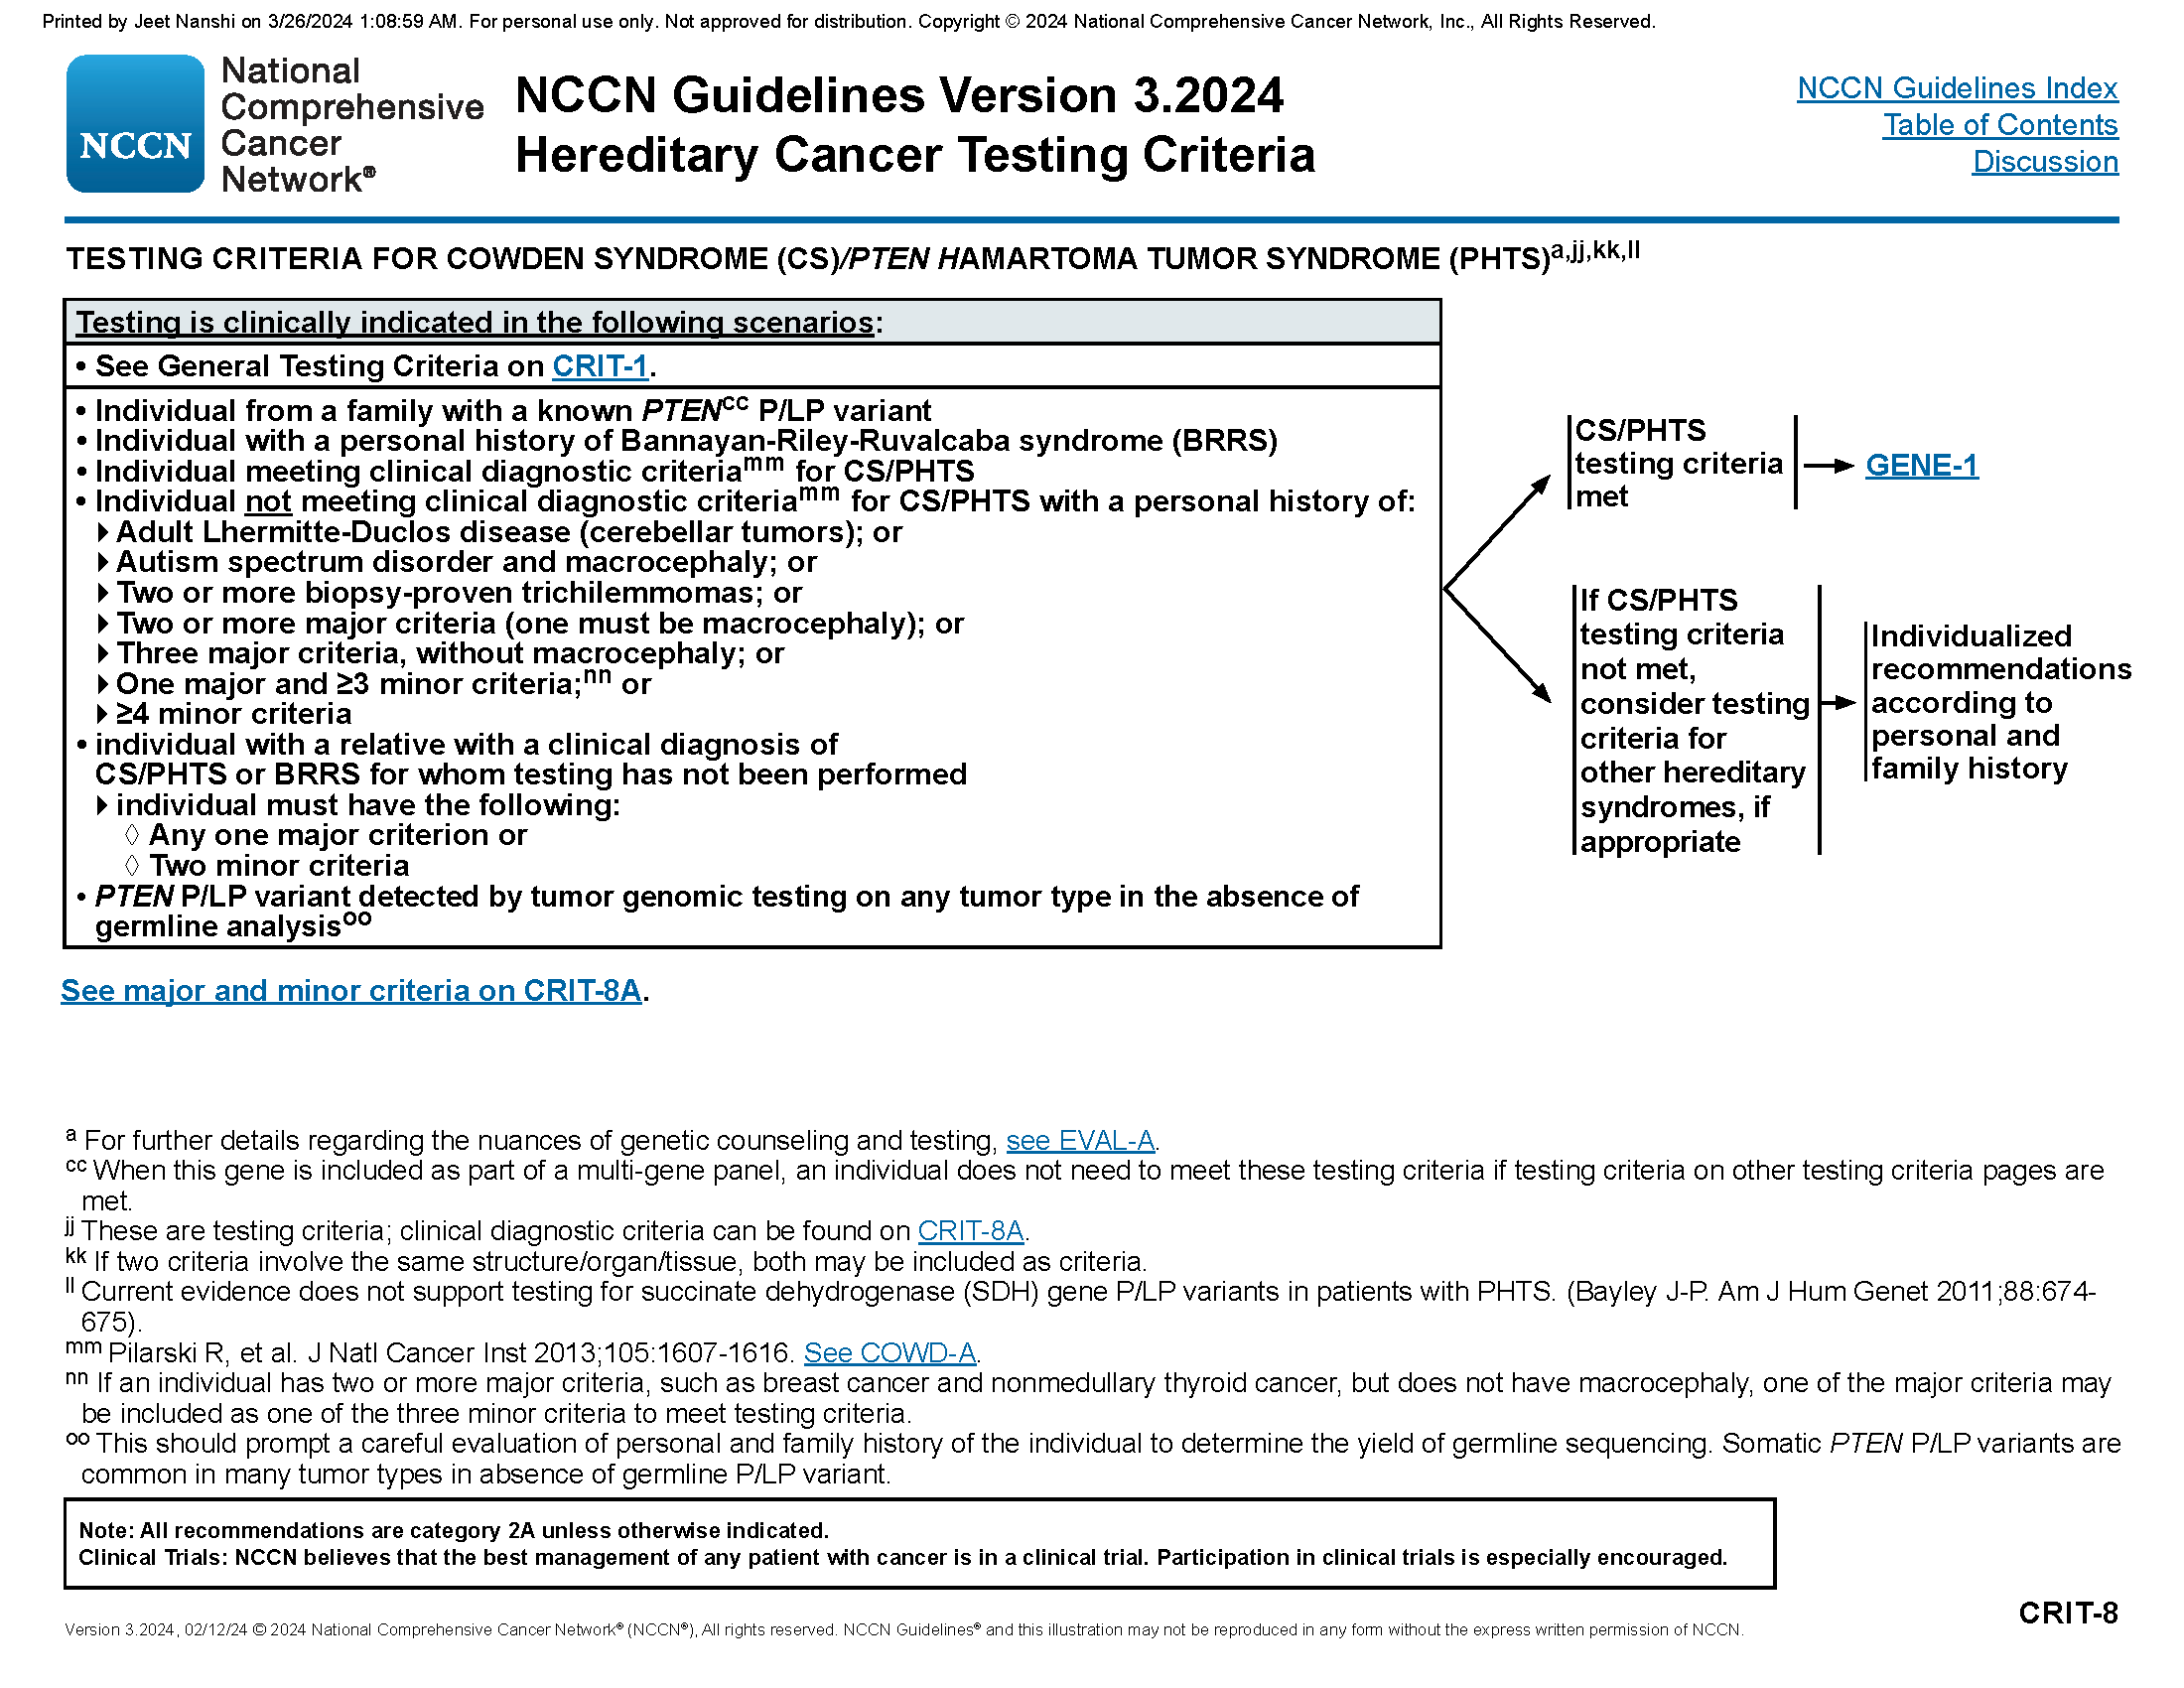 Printed by Jeet Nanshi on 3/26/2024 1:08:59 AM. For personal use only. Not approved for distribution. Copyright © 2024 National Comprehensive Cancer Network, Inc., All Rights Reserved.
NCCN
National
Comprehensive
Cancer
Network®
NCCN Guidelines Version 3.2024
Hereditary Cancer Testing Criteria
NCCN Guidelines Index
Table of Contents
Discussion
TESTING CRITERIA FOR COWDEN SYNDROME (CS)/PTEN HAMARTOMA TUMOR SYNDROME (PHTS)a,jj,kk,ll
Testing is clinically indicated in the following scenarios:
• See General Testing Criteria on CRIT-1.
• Individual from a family with a known PTENcc P/LP variant
• Individual with a personal history of Bannayan-Riley-Ruvalcaba syndrome (BRRS)
• Individual meeting clinical diagnostic criteriamm for CS/PHTS
• Individual not meeting clinical diagnostic criteriamm for CS/PHTS with a personal history of:
Adult Lhermitte-Duclos disease (cerebellar tumors); or
Autism spectrum disorder and macrocephaly; or
Two or more biopsy-proven trichilemmomas; or
Two or more major criteria (one must be macrocephaly); or
Three major criteria, without macrocephaly; or
One major and ≥3 minor criteria;nn or
≥4 minor criteria
• individual with a relative with a clinical diagnosis of
CS/PHTS or BRRS for whom testing has not been performed
individual must have the following:
◊ Any one major criterion or
◊ Two minor criteria
• PTEN P/LP variant detected by tumor genomic testing on any tumor type in the absence of
germline analysisoo
CS/PHTS
testing criteria
met
GENE-1
If CS/PHTS
testing criteria
not met,
consider testing
criteria for
other hereditary
syndromes, if
appropriate
Individualized
recommendations
according to
personal and
family history
See major and minor criteria on CRIT-8A.
a For further details regarding the nuances of genetic counseling and testing, see EVAL-A.
cc When this gene is included as part of a multi-gene panel, an individual does not need to meet these testing criteria if testing criteria on other testing criteria pages are
met.
jj These are testing criteria; clinical diagnostic criteria can be found on CRIT-8A.
kk If two criteria involve the same structure/organ/tissue, both may be included as criteria.
ll Current evidence does not support testing for succinate dehydrogenase (SDH) gene P/LP variants in patients with PHTS. (Bayley J-P. Am J Hum Genet 2011;88:674-
675).
mm Pilarski R, et al. J Natl Cancer Inst 2013;105:1607-1616. See COWD-A.
nn If an individual has two or more major criteria, such as breast cancer and nonmedullary thyroid cancer, but does not have macrocephaly, one of the major criteria may
be included as one of the three minor criteria to meet testing criteria.
oo This should prompt a careful evaluation of personal and family history of the individual to determine the yield of germline sequencing. Somatic PTEN P/LP variants are
common in many tumor types in absence of germline P/LP variant.
Note: All recommendations are category 2A unless otherwise indicated.
Clinical Trials: NCCN believes that the best management of any patient with cancer is in a clinical trial. Participation in clinical trials is especially encouraged.
CRIT-8
Version 3.2024, 02/12/24 © 2024 National Comprehensive Cancer Network® (NCCN®), All rights reserved. NCCN Guidelines® and this illustration may not be reproduced in any form without the express written permission of NCCN.